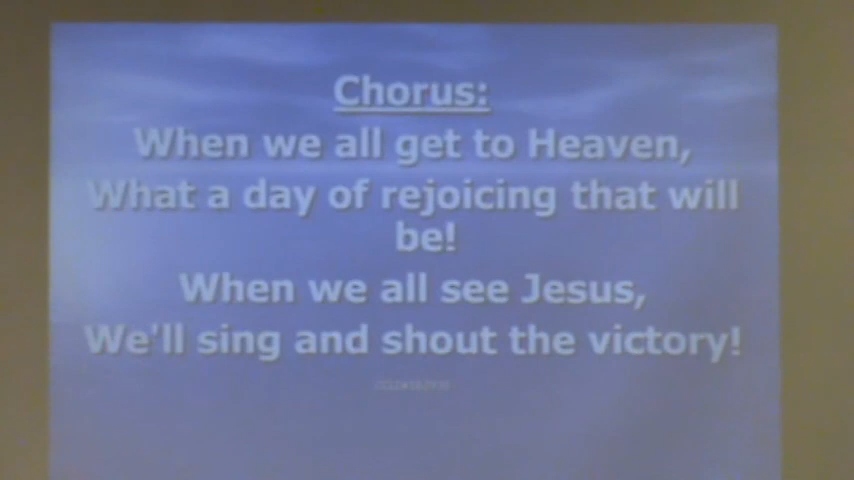 Chorus:
When we all get to Heaven,
What a day of rejoicing that will
be!
When we all see Jesus,
We'll sing and shout the victory!